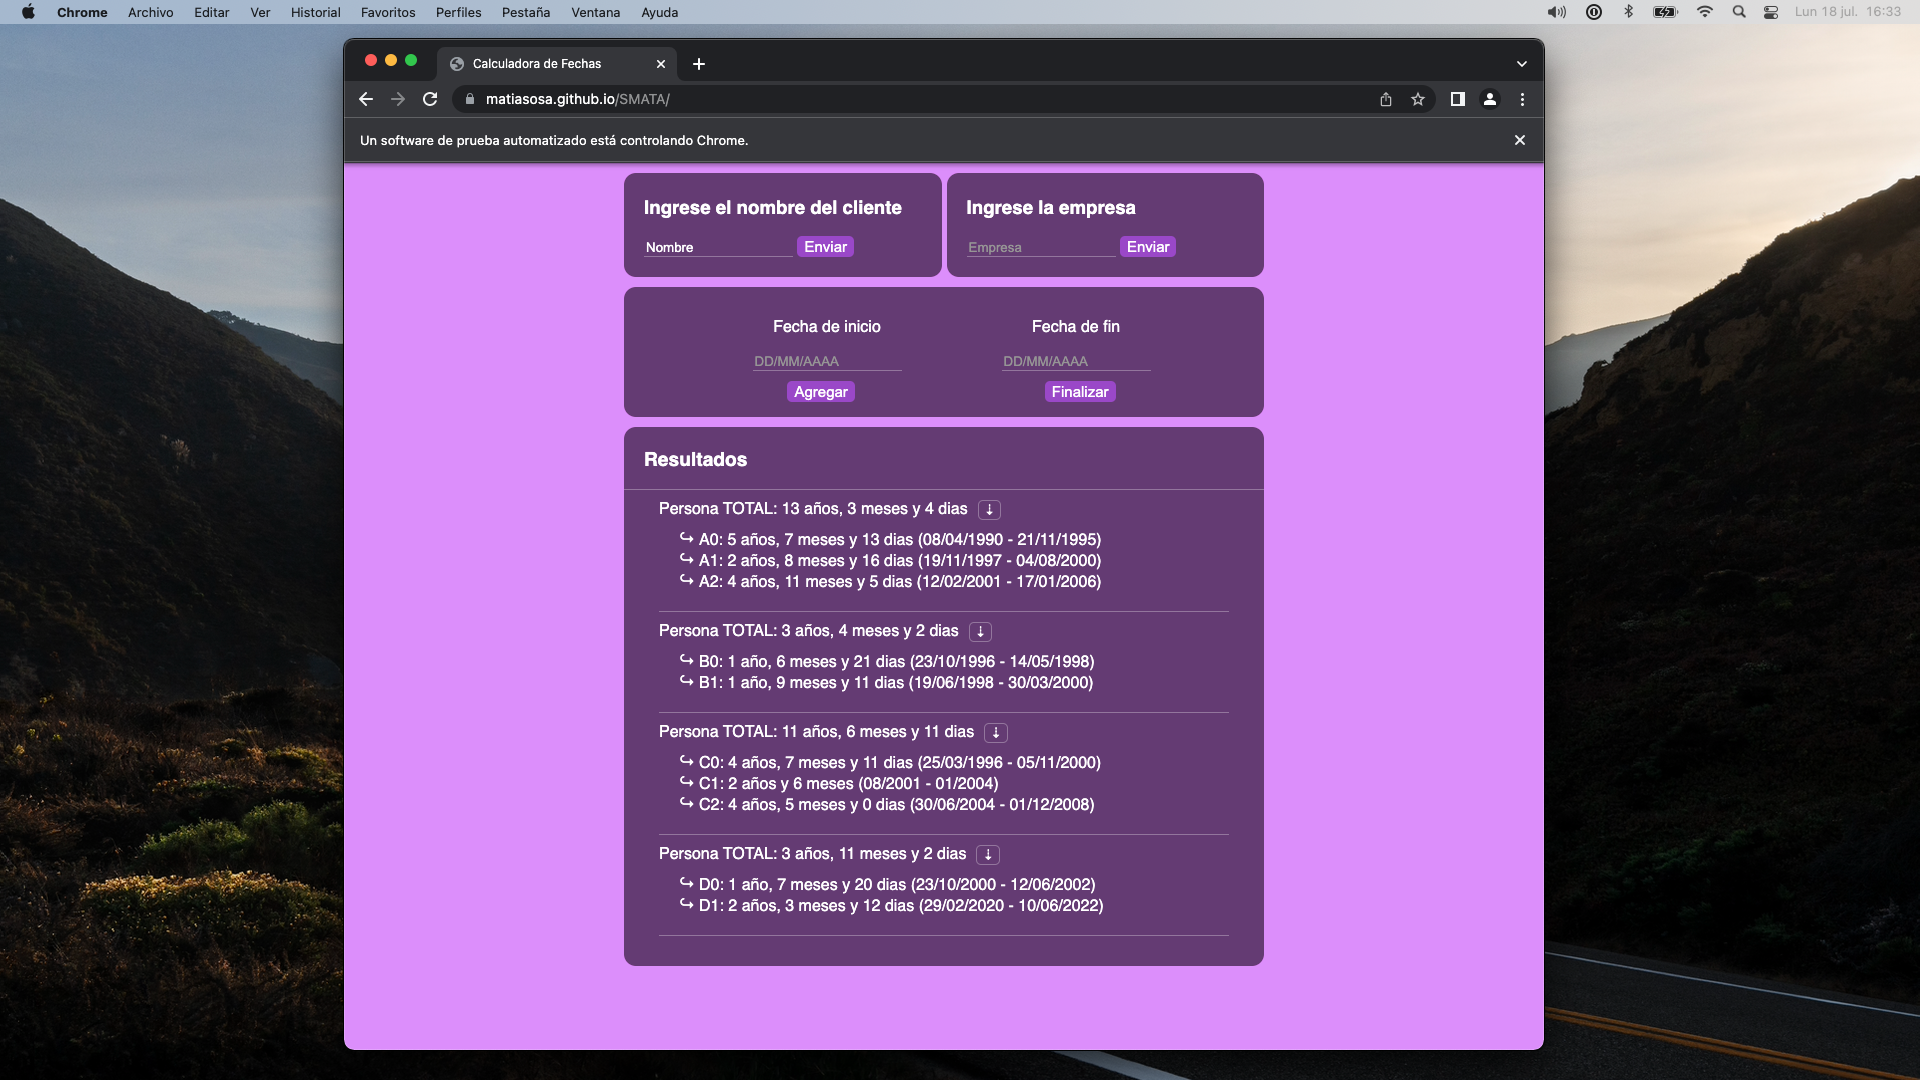 Chrome Archivo Editar Ver Historial Favoritos Perfiles Pestaña Ventana Ayuda Lun 18 jul. 16:33
Calculadora de Fechas
matiasosa.github.io/SMATA/
Un software de prueba automatizado está controlando Chrome.
Ingrese el nombre del cliente
Nombre Enviar
Ingrese la empresa
Empresa Enviar
Fecha de inicio Fecha de fin
DD/MM/AAAA DD/MM/AAAA
Agregar Finalizar
Resultados
Persona TOTAL: 13 años, 3 meses y 4 dias ↓
↪ A0: 5 años, 7 meses y 13 dias (08/04/1990 - 21/11/1995)
↪ A1: 2 años, 8 meses y 16 dias (19/11/1997 - 04/08/2000)
↪ A2: 4 años, 11 meses y 5 dias (12/02/2001 - 17/01/2006)
Persona TOTAL: 3 años, 4 meses y 2 dias ↓
↪ B0: 1 año, 6 meses y 21 dias (23/10/1996 - 14/05/1998)
↪ B1: 1 año, 9 meses y 11 dias (19/06/1998 - 30/03/2000)
Persona TOTAL: 11 años, 6 meses y 11 dias ↓
↪ C0: 4 años, 7 meses y 11 dias (25/03/1996 - 05/11/2000)
↪ C1: 2 años y 6 meses (08/2001 - 01/2004)
↪ C2: 4 años, 5 meses y 0 dias (30/06/2004 - 01/12/2008)
Persona TOTAL: 3 años, 11 meses y 2 dias ↓
↪ D0: 1 año, 7 meses y 20 dias (23/10/2000 - 12/06/2002)
↪ D1: 2 años, 3 meses y 12 dias (29/02/2020 - 10/06/2022)